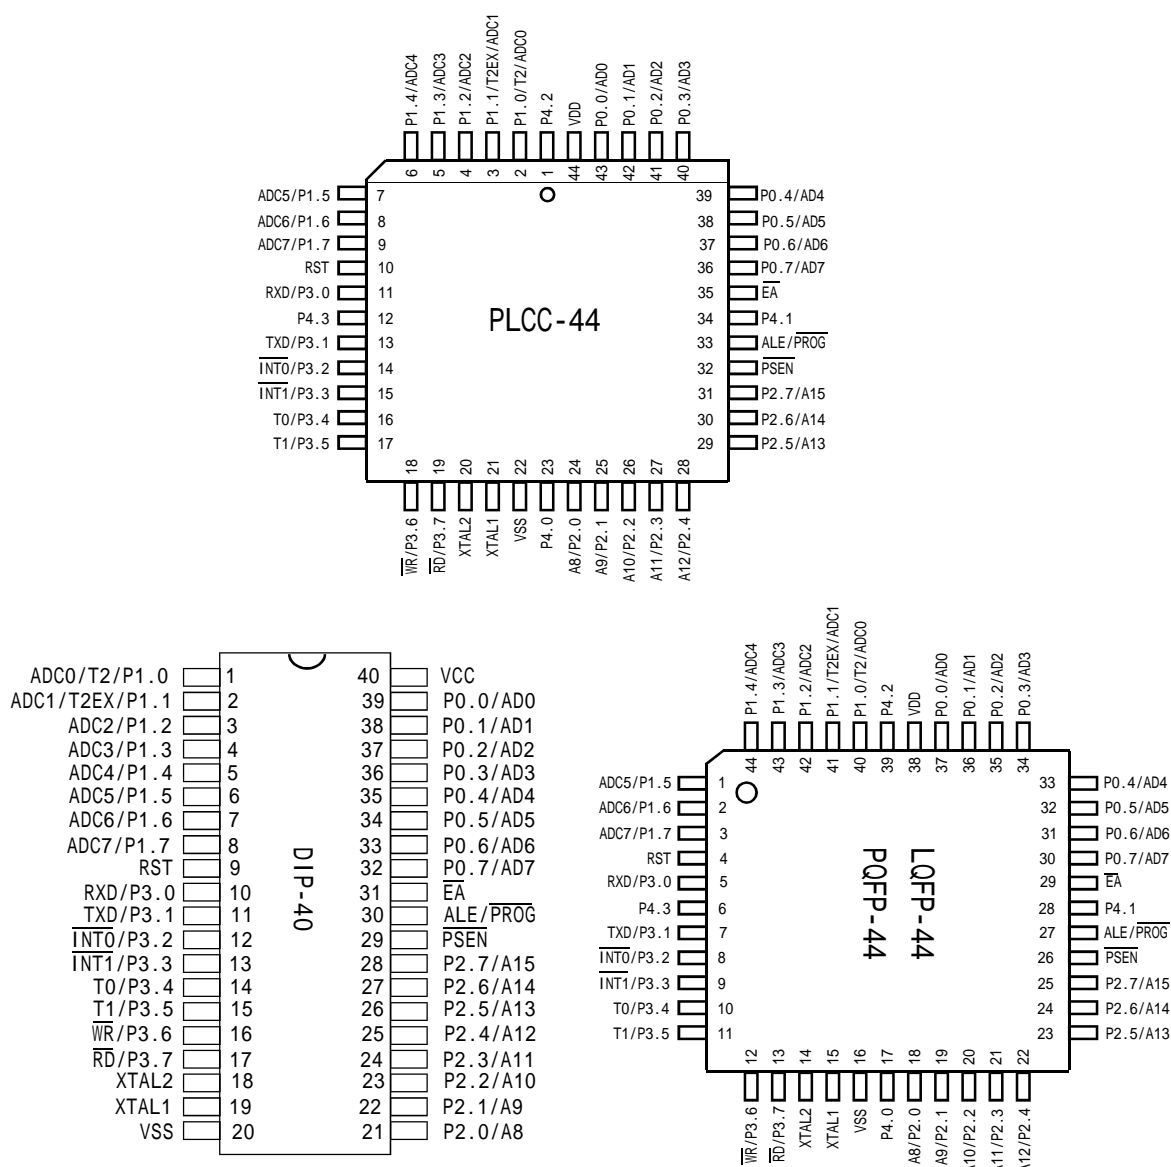 P1.4/ADC4
P1.3/ADC3
P1.2/ADC2
P1.1/T2EX/ADC1
P1.0/T2/ADC0
P4.2
VDD
P0.0/AD0
P0.1/AD1
P0.2/AD2
P0.3/AD3
6 5 4 3 2 1 44 43 42 41 40
ADC5/P1.5 7 39 P0.4/AD4
ADC6/P1.6 8 38 P0.5/AD5
ADC7/P1.7 9 37 P0.6/AD6
RST 10 36 P0.7/AD7
RXD/P3.0 11 35 E̅A̅
P4.3 12 34 P4.1
TXD/P3.1 13 33 ALE/P̅R̅O̅G̅
I̅N̅T̅0̅/P3.2 14 32 P̅S̅E̅N̅
I̅N̅T̅1̅/P3.3 15 31 P2.7/A15
T0/P3.4 16 30 P2.6/A14
T1/P3.5 17 29 P2.5/A13
PLCC-44
18 19 20 21 22 23 24 25 26 27 28
W̅R̅/P3.6
R̅D̅/P3.7
XTAL2
XTAL1
VSS
P4.0
A8/P2.0
A9/P2.1
A10/P2.2
A11/P2.3
A12/P2.4
ADC0/T2/P1.0 1 40 VCC
ADC1/T2EX/P1.1 2 39 P0.0/AD0
ADC2/P1.2 3 38 P0.1/AD1
ADC3/P1.3 4 37 P0.2/AD2
ADC4/P1.4 5 36 P0.3/AD3
ADC5/P1.5 6 35 P0.4/AD4
ADC6/P1.6 7 34 P0.5/AD5
ADC7/P1.7 8 33 P0.6/AD6
RST 9 32 P0.7/AD7
RXD/P3.0 10 31 E̅A̅
TXD/P3.1 11 30 ALE/P̅R̅O̅G̅
I̅N̅T̅0̅/P3.2 12 29 P̅S̅E̅N̅
I̅N̅T̅1̅/P3.3 13 28 P2.7/A15
T0/P3.4 14 27 P2.6/A14
T1/P3.5 15 26 P2.5/A13
W̅R̅/P3.6 16 25 P2.4/A12
R̅D̅/P3.7 17 24 P2.3/A11
XTAL2 18 23 P2.2/A10
XTAL1 19 22 P2.1/A9
VSS 20 21 P2.0/A8
DIP-40
P1.4/ADC4
P1.3/ADC3
P1.2/ADC2
P1.1/T2EX/ADC1
P1.0/T2/ADC0
P4.2
VDD
P0.0/AD0
P0.1/AD1
P0.2/AD2
P0.3/AD3
44 43 42 41 40 39 38 37 36 35 34
ADC5/P1.5 1 33 P0.4/AD4
ADC6/P1.6 2 32 P0.5/AD5
ADC7/P1.7 3 31 P0.6/AD6
RST 4 30 P0.7/AD7
RXD/P3.0 5 29 E̅A̅
P4.3 6 28 P4.1
TXD/P3.1 7 27 ALE/P̅R̅O̅G̅
I̅N̅T̅0̅/P3.2 8 26 P̅S̅E̅N̅
I̅N̅T̅1̅/P3.3 9 25 P2.7/A15
T0/P3.4 10 24 P2.6/A14
T1/P3.5 11 23 P2.5/A13
LQFP-44
PQFP-44
12 13 14 15 16 17 18 19 20 21 22
W̅R̅/P3.6
R̅D̅/P3.7
XTAL2
XTAL1
VSS
P4.0
A8/P2.0
A9/P2.1
A10/P2.2
A11/P2.3
A12/P2.4